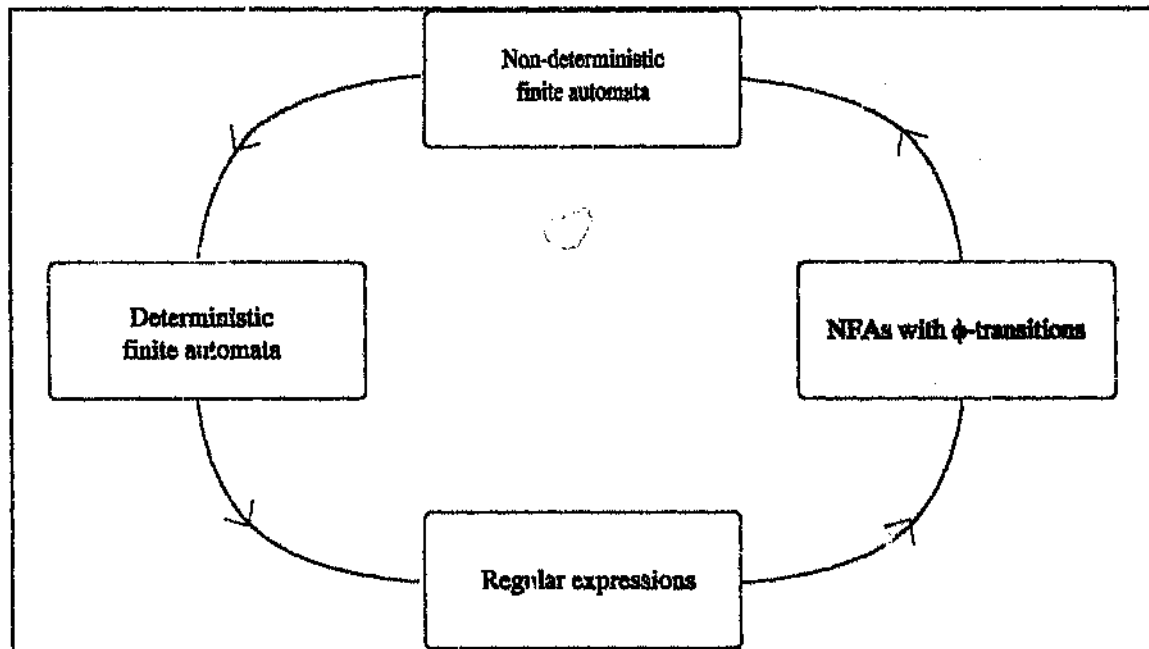 Non-deterministic
finite automata
Deterministic
finite automata
NFAs with ϕ-transitions
Regular expressions